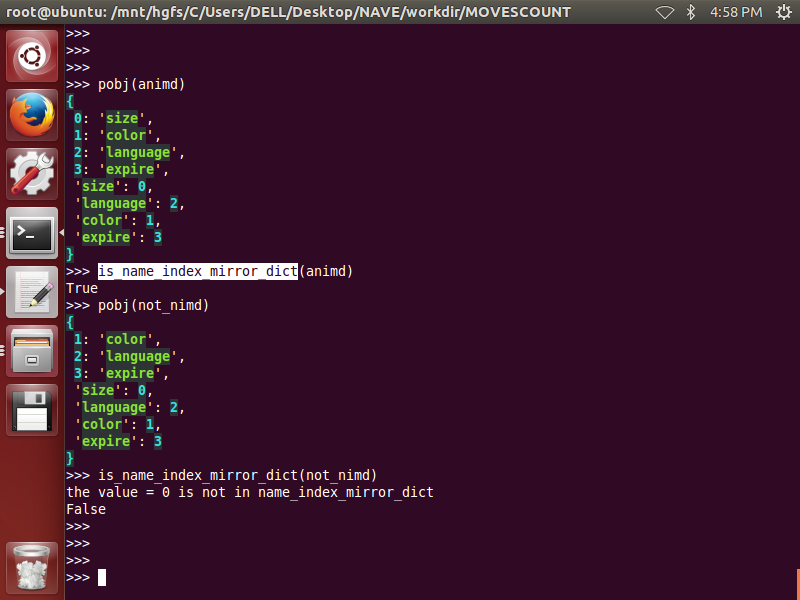 root@ubuntu: /mnt/hgfs/C/Users/DELL/Desktop/NAVE/workdir/MOVESCOUNT 4:58 PM
>>>
>>>
>>>
>>> pobj(animd)
{
0: 'size',
1: 'color',
2: 'language',
3: 'expire',
'size': 0,
'language': 2,
'color': 1,
'expire': 3
}
>>> is_name_index_mirror_dict(animd)
True
>>> pobj(not_nimd)
{
1: 'color',
2: 'language',
3: 'expire',
'size': 0,
'language': 2,
'color': 1,
'expire': 3
}
>>> is_name_index_mirror_dict(not_nimd)
the value = 0 is not in name_index_mirror_dict
False
>>>
>>>
>>>
>>>